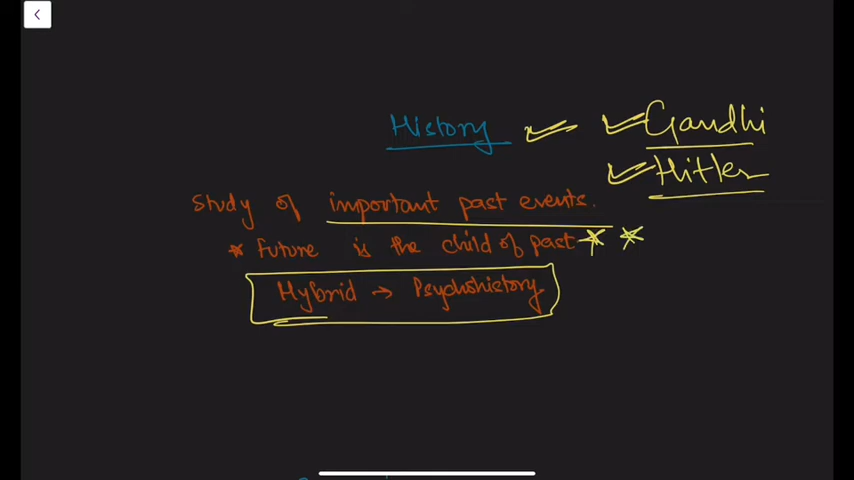 History Gandhi
Hitler
Study of important past events.
* Future is the child of past * *
Hybrid → Psychohistory